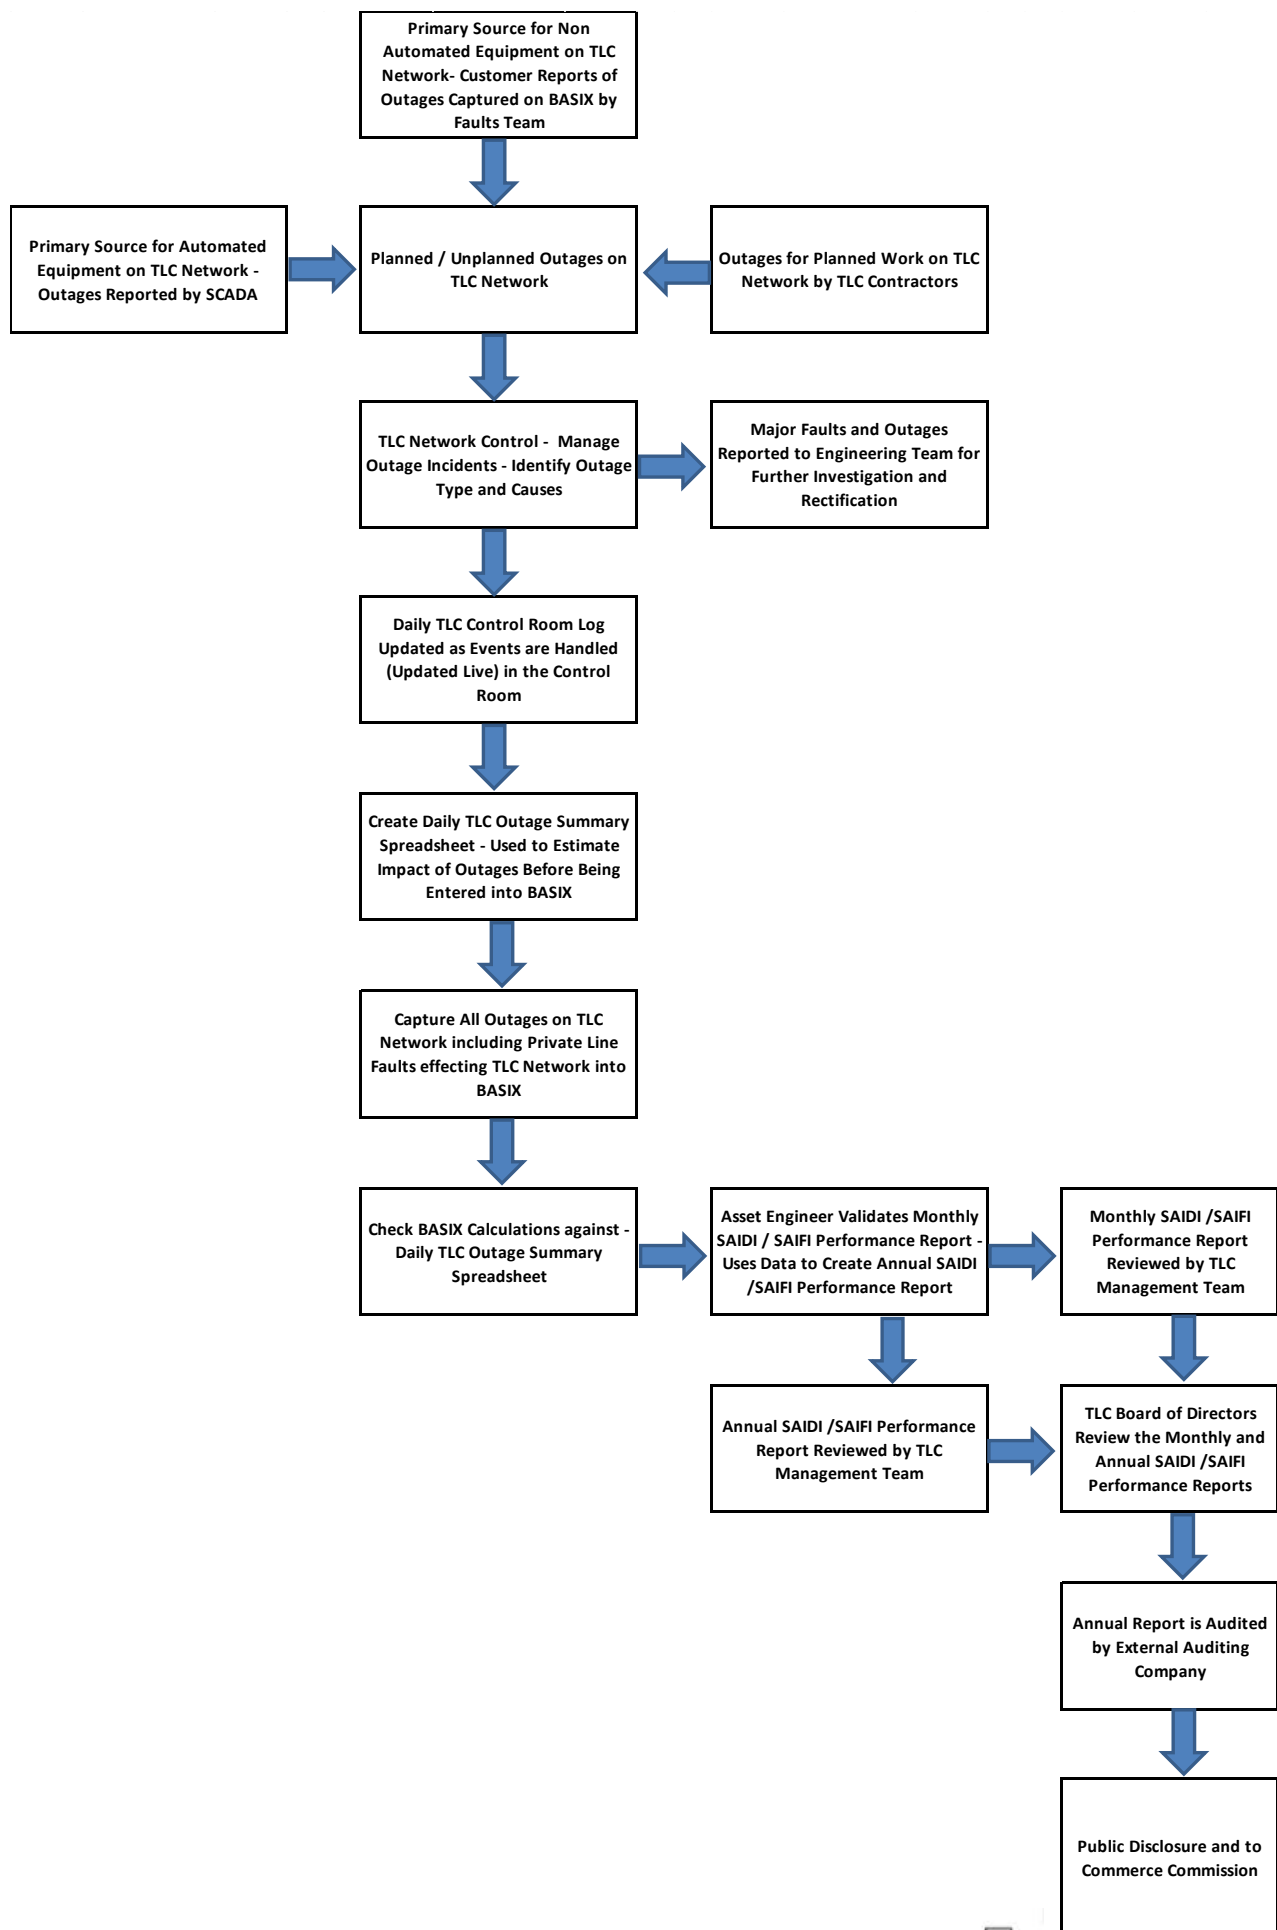 Primary Source for Non
Automated Equipment on TLC
Network- Customer Reports of
Outages Captured on BASIX by
Faults Team
Primary Source for Automated
Equipment on TLC Network -
Outages Reported by SCADA
Planned / Unplanned Outages on
TLC Network
Outages for Planned Work on TLC
Network by TLC Contractors
TLC Network Control -  Manage
Outage Incidents - Identify Outage
Type and Causes
Major Faults and Outages
Reported to Engineering Team for
Further Investigation and
Rectification
Daily TLC Control Room Log
Updated as Events are Handled
(Updated Live) in the Control
Room
Create Daily TLC Outage Summary
Spreadsheet - Used to Estimate
Impact of Outages Before Being
Entered into BASIX
Capture All Outages on TLC
Network including Private Line
Faults effecting TLC Network into
BASIX
Check BASIX Calculations against -
Daily TLC Outage Summary
Spreadsheet
Asset Engineer Validates Monthly
SAIDI / SAIFI Performance Report -
Uses Data to Create Annual SAIDI
/SAIFI Performance Report
Monthly SAIDI /SAIFI
Performance Report
Reviewed by TLC
Management Team
Annual SAIDI /SAIFI Performance
Report Reviewed by TLC
Management Team
TLC Board of Directors
Review the Monthly and
Annual SAIDI /SAIFI
Performance Reports
Annual Report is Audited
by External Auditing
Company
Public Disclosure and to
Commerce Commission